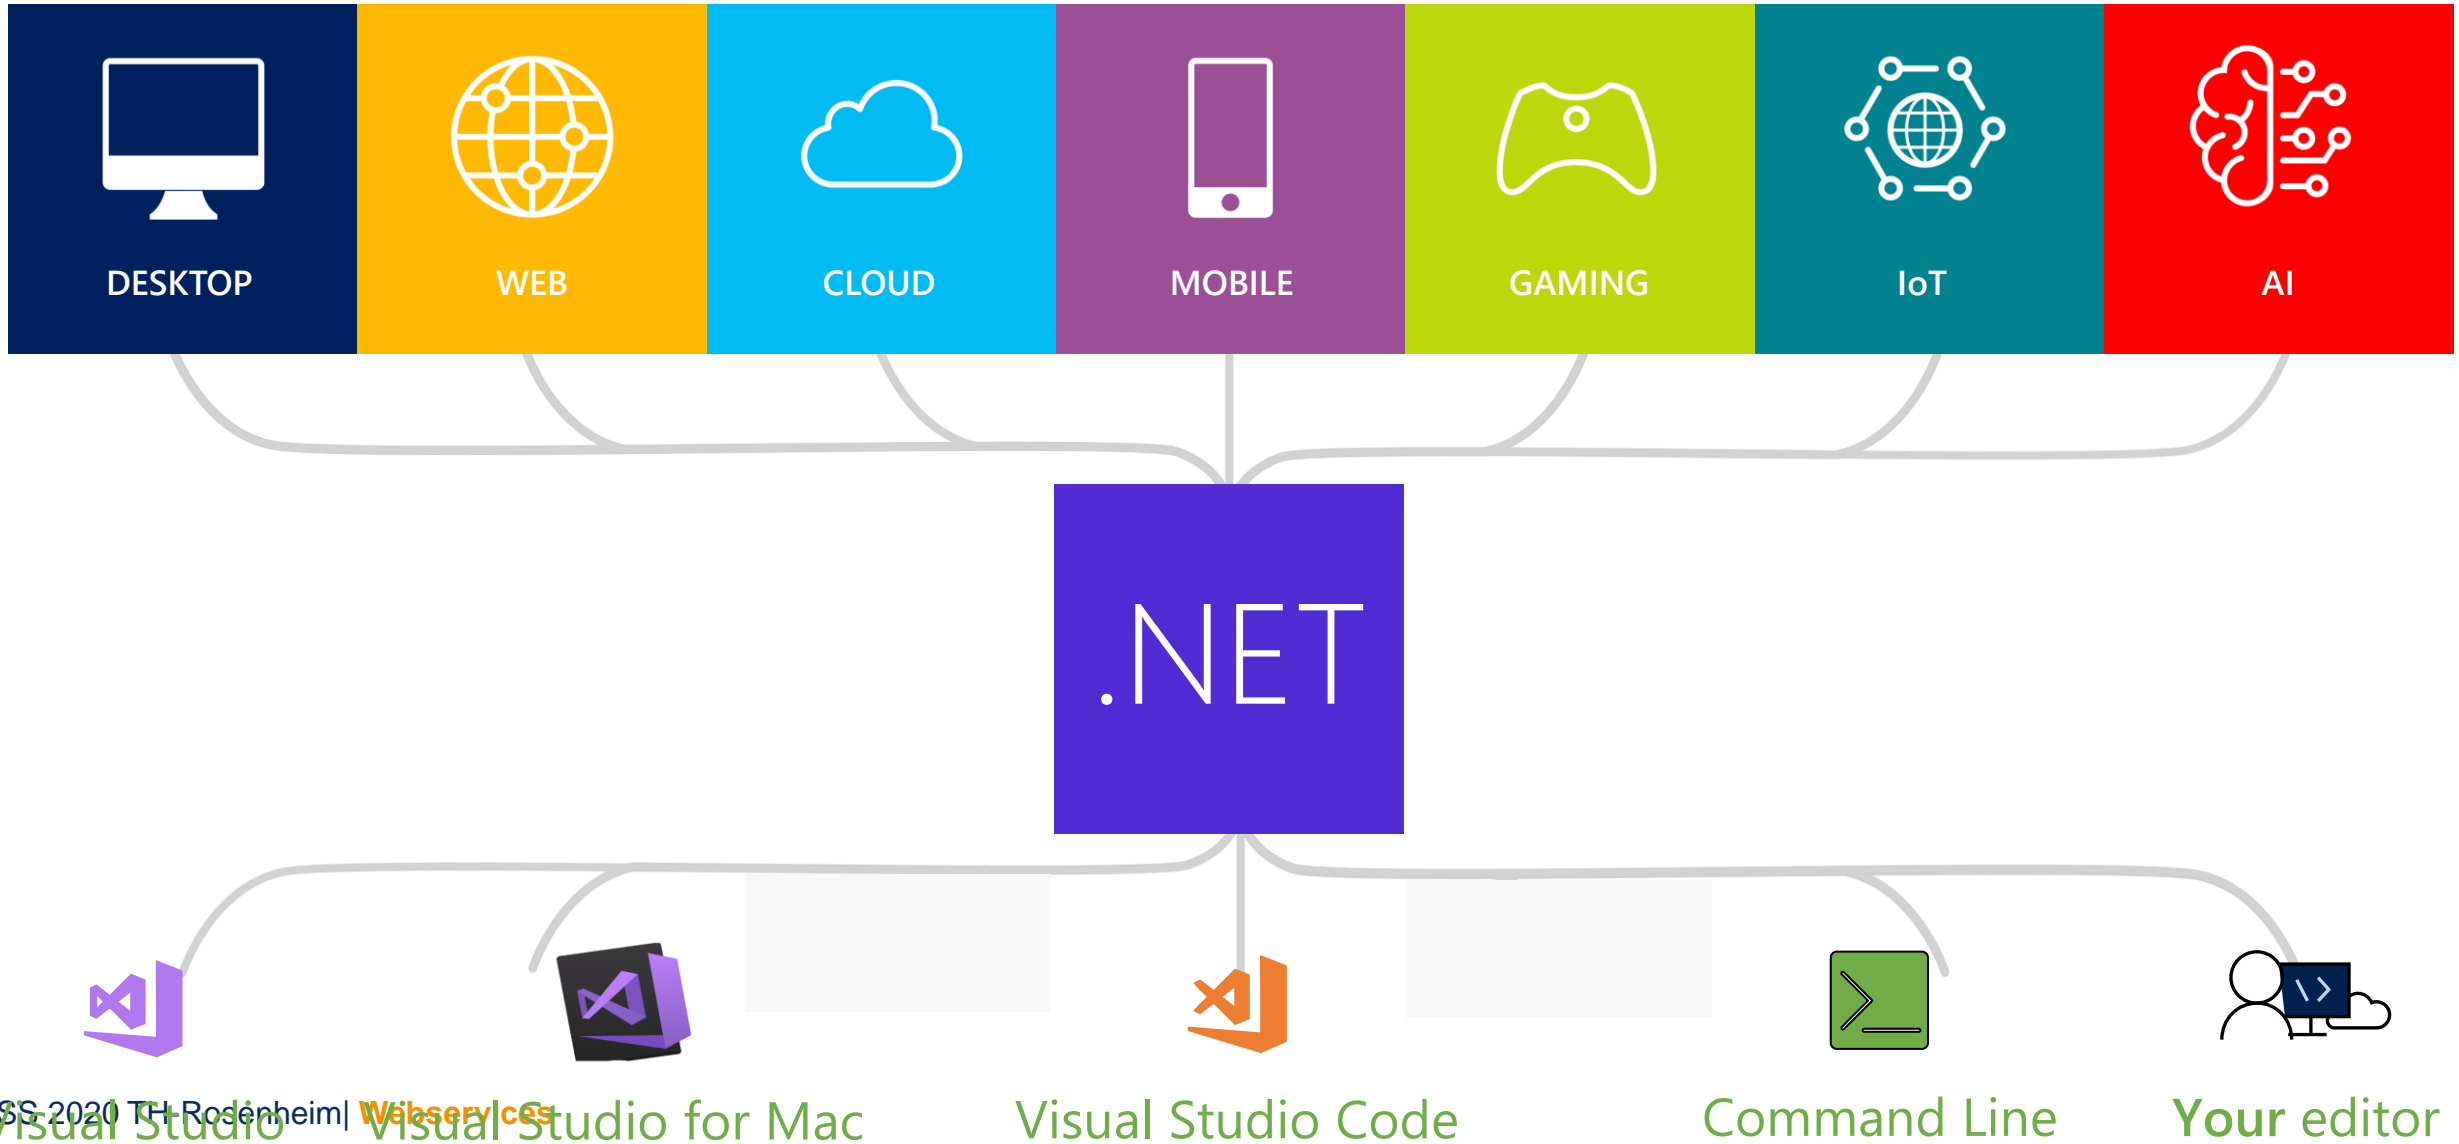 DESKTOP
WEB
CLOUD
MOBILE
GAMING
IoT
AI
.NET
SS 2020 TH Rosenheim| Webservices
Visual Studio
Visual Studio for Mac
Visual Studio Code
Command Line
Your editor